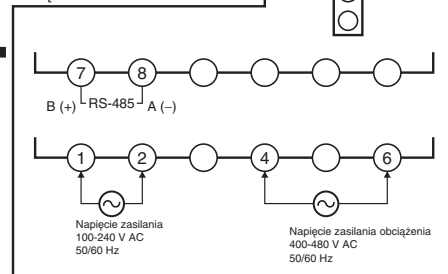 7 8
B (+) RS-485 A (−)
1 2 4 6
Napięcie zasilania
100-240 V AC
50/60 Hz
Napięcie zasilania obciążenia
400-480 V AC
50/60 Hz